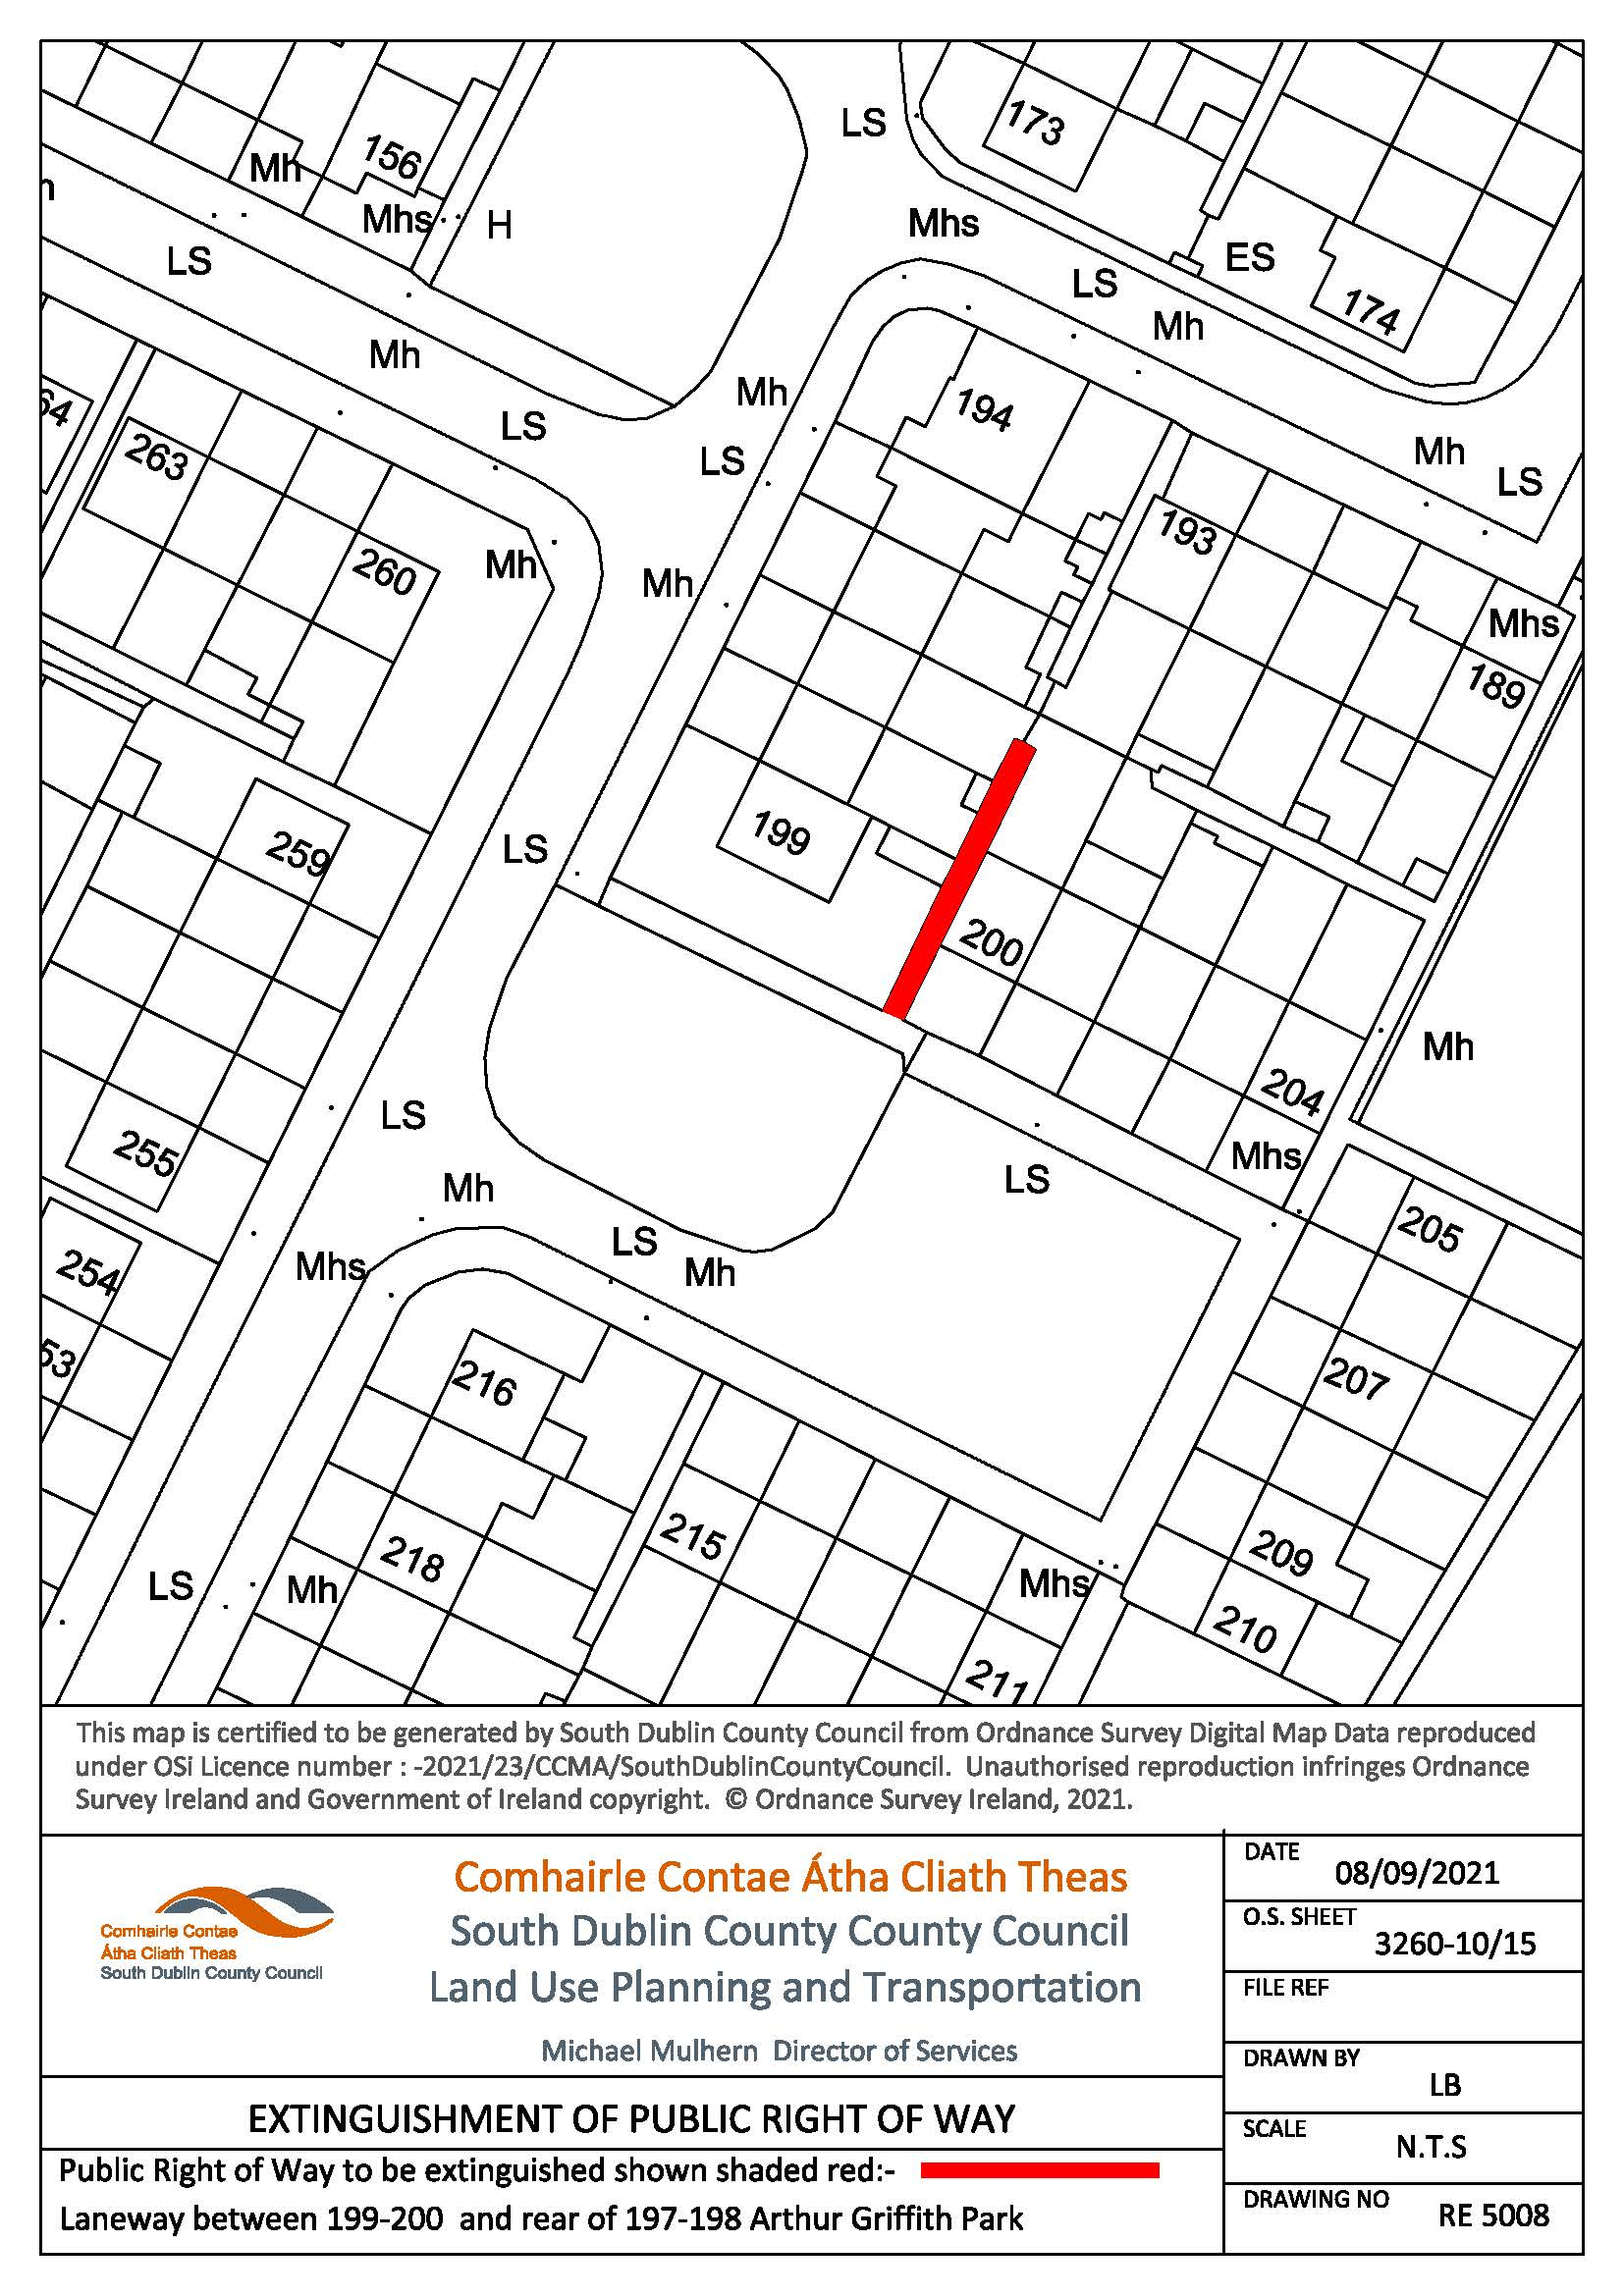 LS
173
156
Mh
Mhs
H
Mhs
ES
LS
LS
174
Mh
Mh
Mh
194
64
LS
LS
Mh
LS
263
193
260
Mh
Mh
Mhs
189
199
259
LS
200
Mh
204
LS
255
Mhs
LS
Mh
205
LS
Mh
254
Mhs
53
207
216
215
218
209
LS
Mh
Mhs
210
211
This map is certified to be generated by South Dublin County Council from Ordnance Survey Digital Map Data reproduced
under OSi Licence number : -2021/23/CCMA/SouthDublinCountyCouncil. Unauthorised reproduction infringes Ordnance
Survey Ireland and Government of Ireland copyright. © Ordnance Survey Ireland, 2021.
Comhairle Contae
Átha Cliath Theas
South Dublin County Council
Comhairle Contae Átha Cliath Theas
South Dublin County County Council
Land Use Planning and Transportation
Michael Mulhern Director of Services
EXTINGUISHMENT OF PUBLIC RIGHT OF WAY
Public Right of Way to be extinguished shown shaded red:-
Laneway between 199-200 and rear of 197-198 Arthur Griffith Park
DATE
08/09/2021
O.S. SHEET
3260-10/15
FILE REF
DRAWN BY
LB
SCALE
N.T.S
DRAWING NO
RE 5008